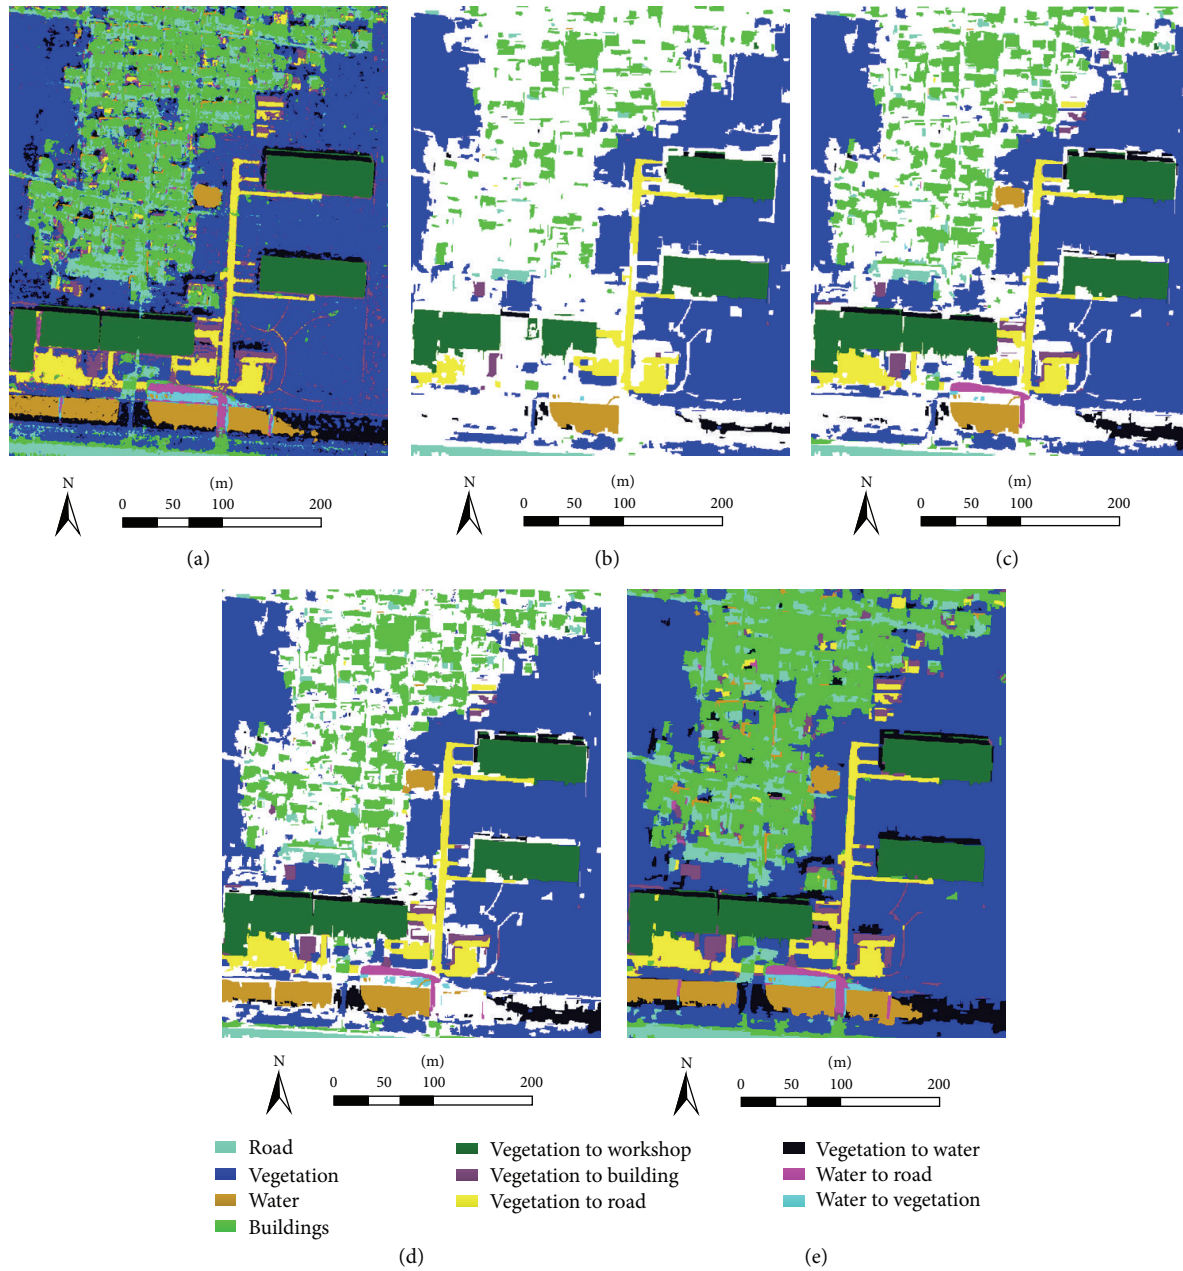 N (m)
0 50 100 200
(a)
N (m)
0 50 100 200
(b)
N (m)
0 50 100 200
(c)
N (m)
0 50 100 200
N (m)
0 50 100 200
Road
Vegetation
Water
Buildings
Vegetation to workshop
Vegetation to building
Vegetation to road
Vegetation to water
Water to road
Water to vegetation
(d)
(e)